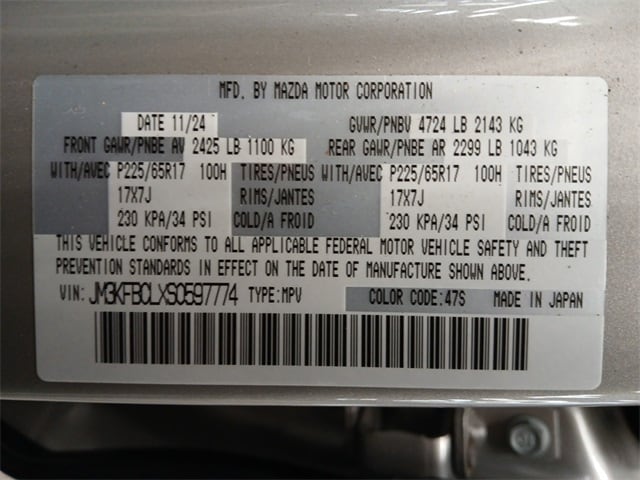 MFD. BY MAZDA MOTOR CORPORATION
DATE 11/24 GVWR/PNBV 4724 LB 2143 KG
FRONT GAWR/PNBE AV 2425 LB 1100 KG REAR GAWR/PNBE AR 2299 LB 1043 KG
WITH/AVEC P225/65R17 100H TIRES/PNEUS WITH/AVEC P225/65R17 100H TIRES/PNEUS
17X7J RIMS/JANTES 17X7J RIMS/JANTES
230 KPA/34 PSI COLD/A FROID 230 KPA/34 PSI COLD/A FROID
THIS VEHICLE CONFORMS TO ALL APPLICABLE FEDERAL MOTOR VEHICLE SAFETY AND THEFT
PREVENTION STANDARDS IN EFFECT ON THE DATE OF MANUFACTURE SHOWN ABOVE.
VIN: JM3KFBCLXS0597774 TYPE:MPV COLOR CODE:47S MADE IN JAPAN